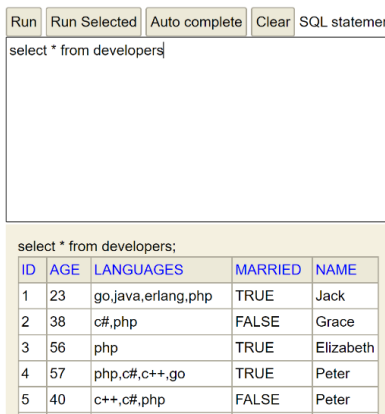 Run Run Selected Auto complete Clear SQL statemen
select * from developers
select * from developers;
ID AGE LANGUAGES MARRIED NAME
1 23 go,java,erlang,php TRUE Jack
2 38 c#,php FALSE Grace
3 56 php TRUE Elizabeth
4 57 php,c#,c++,go TRUE Peter
5 40 c++,c#,php FALSE Peter